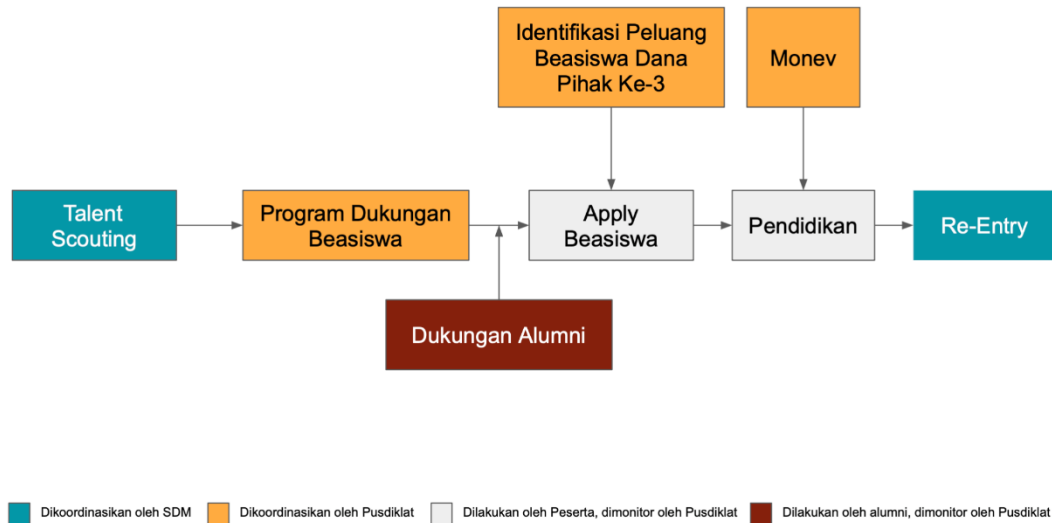 Identifikasi Peluang
Beasiswa Dana
Pihak Ke-3
Monev
Talent
Scouting
Program Dukungan
Beasiswa
Apply
Beasiswa
Pendidikan
Re-Entry
Dukungan Alumni
Dikoordinasikan oleh SDM
Dikoordinasikan oleh Pusdiklat
Dilakukan oleh Peserta, dimonitor oleh Pusdiklat
Dilakukan oleh alumni, dimonitor oleh Pusdiklat